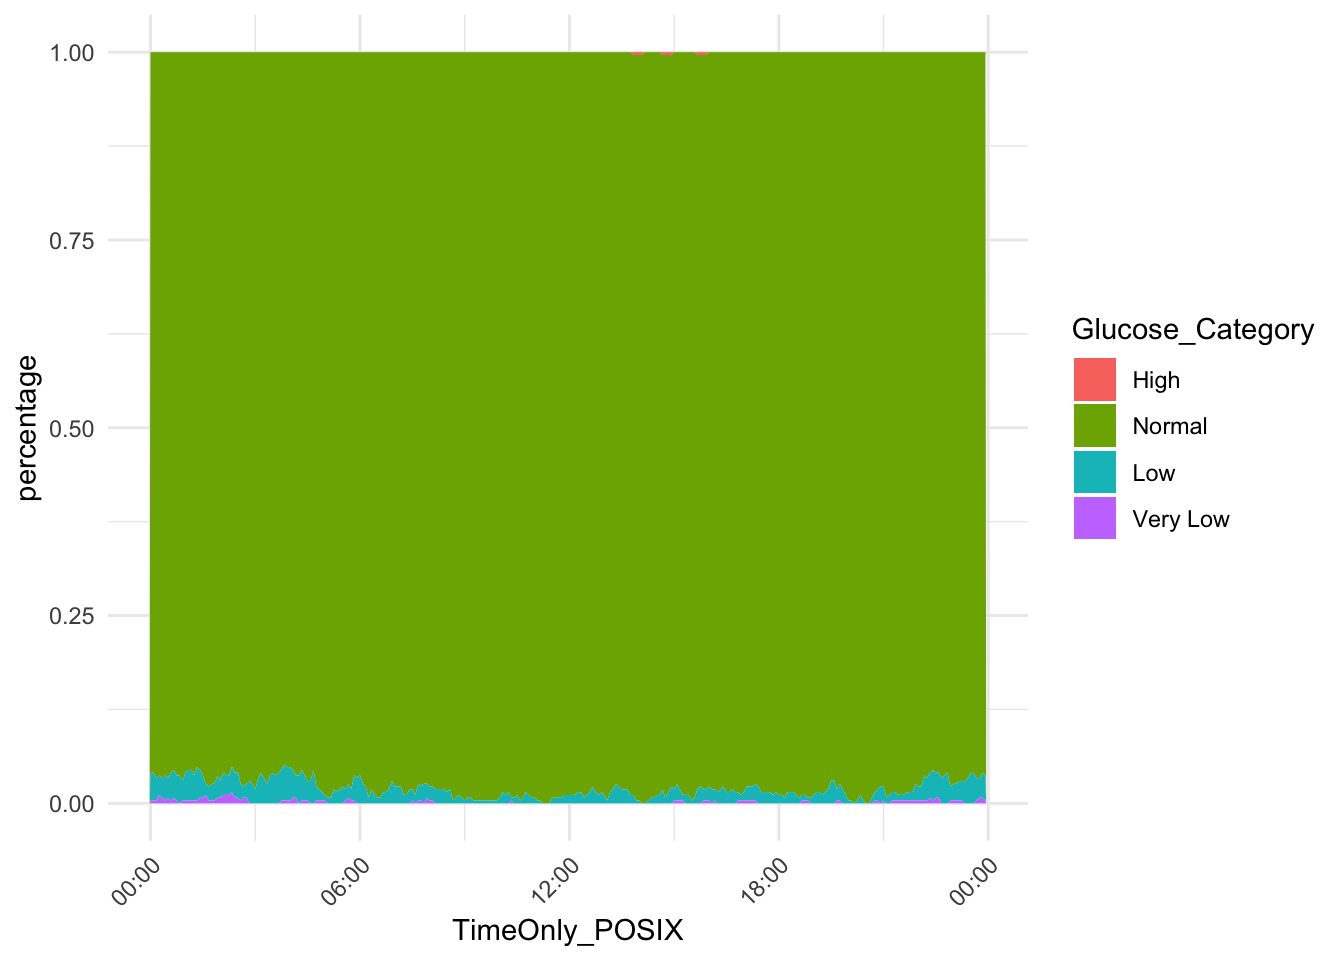 1.00
0.75
0.50
0.25
0.00
percentage
00:00
06:00
12:00
18:00
00:00
TimeOnly_POSIX
Glucose_Category
High
Normal
Low
Very Low